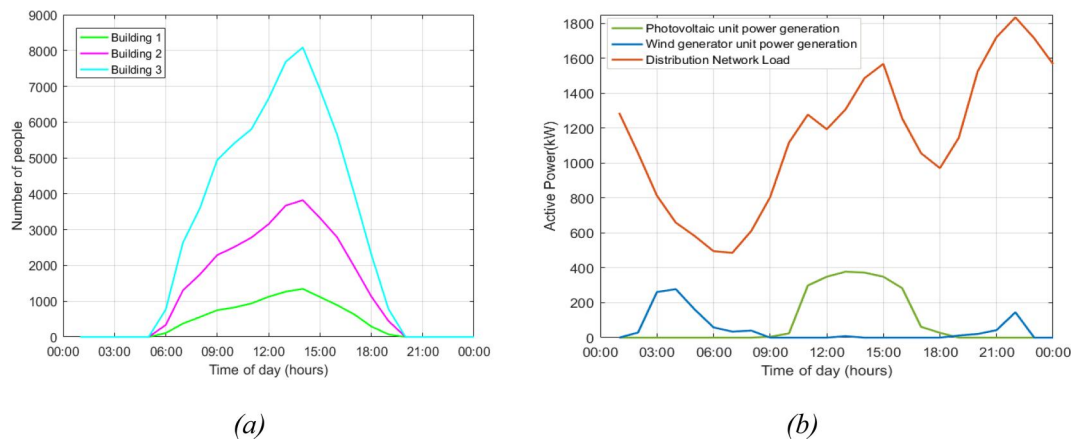 Building 1
Building 2
Building 3
9000
8000
7000
6000
5000
4000
3000
2000
1000
0
Number of people
00:00 03:00 06:00 09:00 12:00 15:00 18:00 21:00 00:00
Time of day (hours)
(a)
Photovoltaic unit power generation
Wind generator unit power generation
Distribution Network Load
1800
1600
1400
1200
1000
800
600
400
200
0
Active Power(kW)
00:00 03:00 06:00 09:00 12:00 15:00 18:00 21:00 00:00
Time of day (hours)
(b)